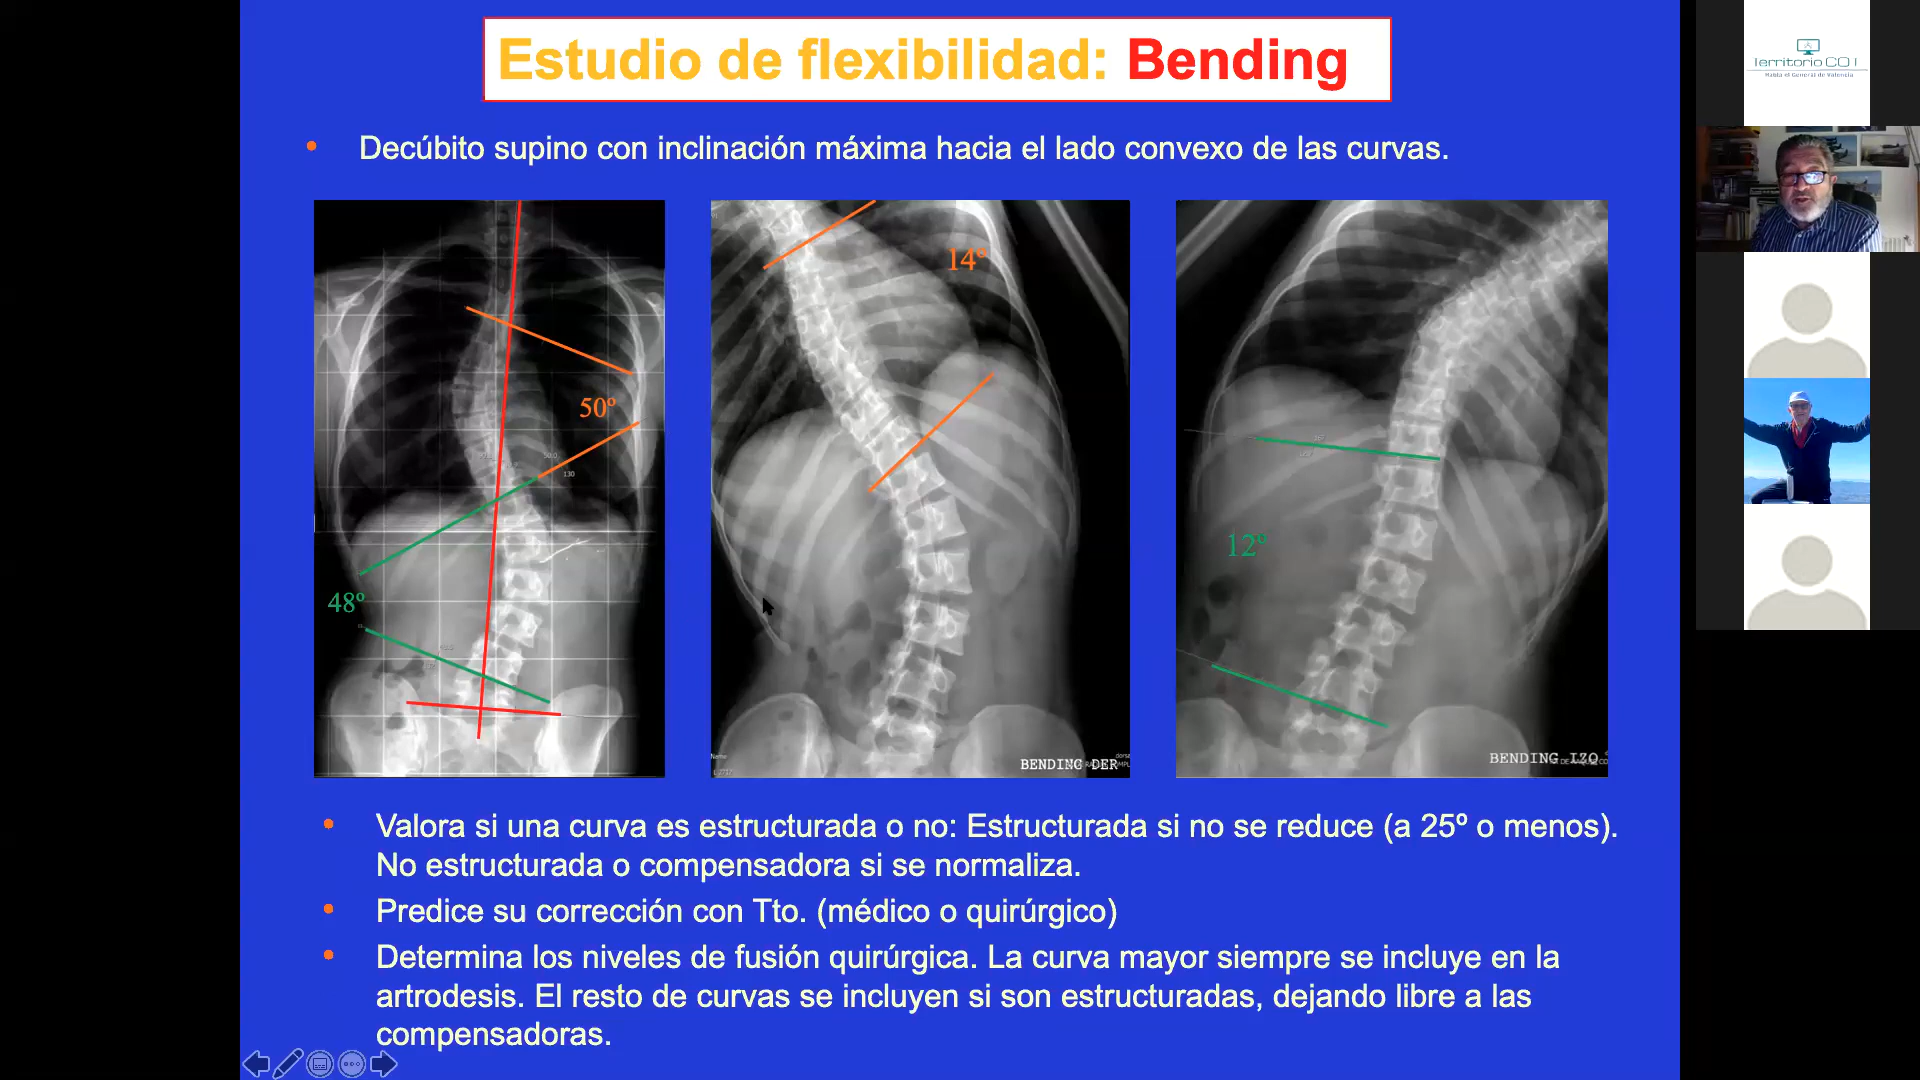 Estudio de flexibilidad: Bending
• Decúbito supino con inclinación máxima hacia el lado convexo de las curvas.
50º
48º
14º
BENDING DER
12º
BENDING IZQ
• Valora si una curva es estructurada o no: Estructurada si no se reduce (a 25º o menos).
No estructurada o compensadora si se normaliza.
• Predice su corrección con Tto. (médico o quirúrgico)
• Determina los niveles de fusión quirúrgica. La curva mayor siempre se incluye en la
artrodesis. El resto de curvas se incluyen si son estructuradas, dejando libre a las
compensadoras.